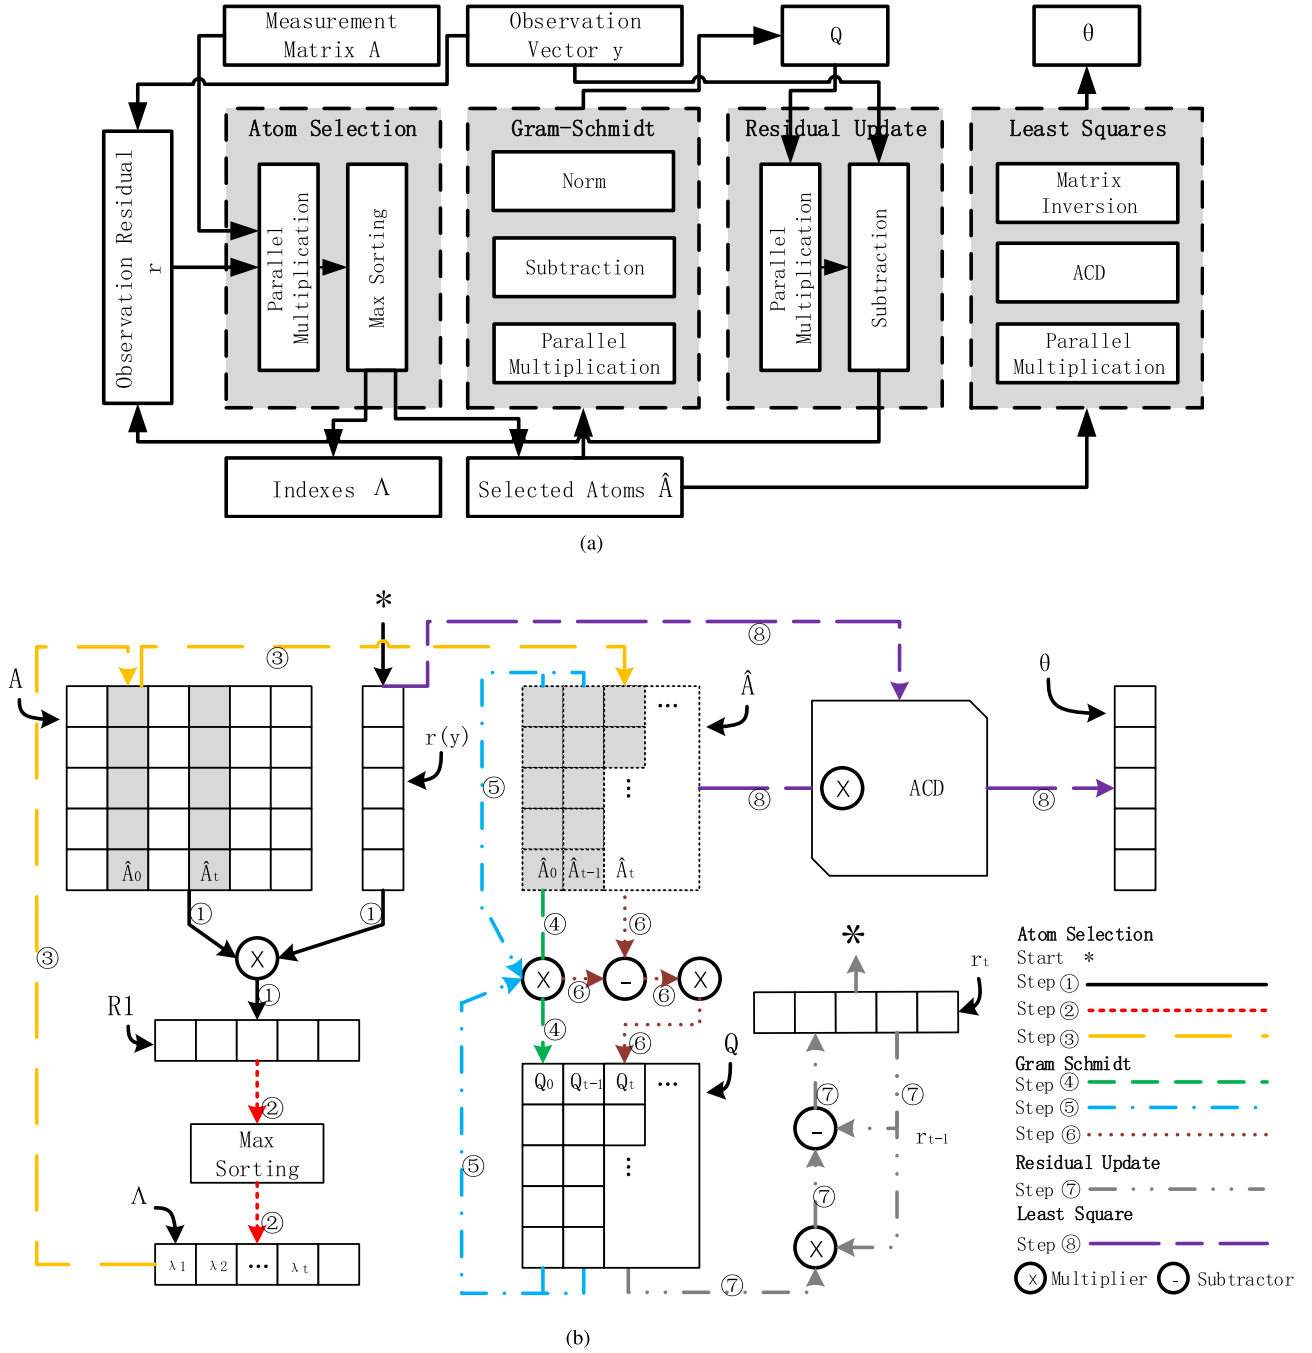 Measurement
Matrix A
Observation
Vector y
Q
θ
Atom Selection
Gram-Schmidt
Residual Update
Least Squares
Observation Residual
r
Parallel
Multiplication
Max Sorting
Norm
Subtraction
Parallel
Multiplication
Parallel
Multiplication
Subtraction
Matrix
Inversion
ACD
Parallel
Multiplication
Indexes Λ
Selected Atoms Â
(a)
*
⑧
③
A
Â
θ
r(y)
⑤
⑧
X
ACD
⑧
Â0
Ât
Â0
Ât-1
Ât
①
①
④
⑥
③
X
①
X
⑥
-
⑥
X
*
rt
R1
④
⑥
Q
Q0
Qt-1
Qt
...
②
Max
Sorting
⑤
⑦
⑦
-
rt-1
⑦
X
Λ
②
λ1
λ2
...
λt
⑦
Atom Selection
Start *
Step ①
Step ②
Step ③
Gram Schmidt
Step ④
Step ⑤
Step ⑥
Residual Update
Step ⑦
Least Square
Step ⑧
X Multiplier
- Subtractor
(b)